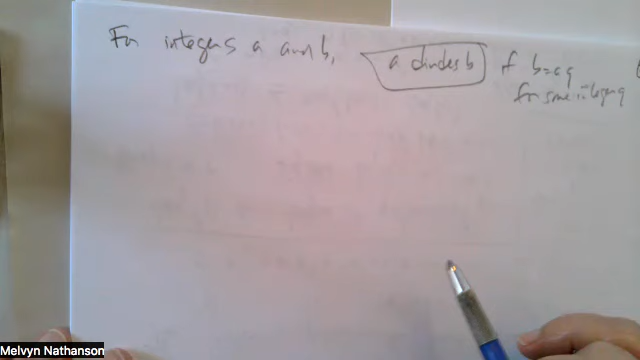 For integers a and b, a divides b if b=aq
for some integer q
Melvyn Nathanson